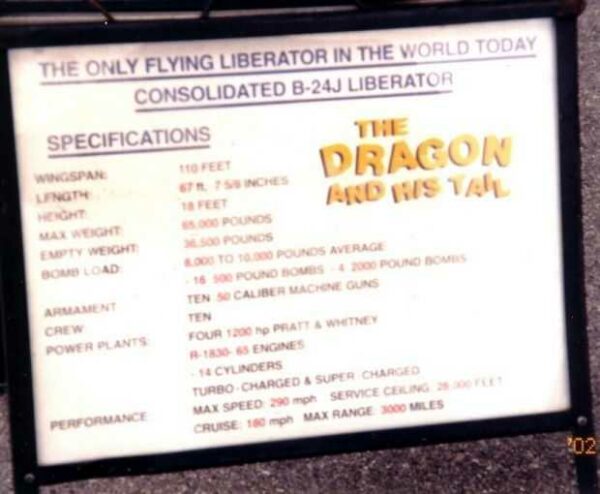 THE ONLY FLYING LIBERATOR IN THE WORLD TODAY
CONSOLIDATED B-24J LIBERATOR
THE
DRAGON
AND HIS TAIL
SPECIFICATIONS
WINGSPAN: 110 FEET
LENGTH: 67 ft. 7 5/8 INCHES
HEIGHT: 18 FEET
MAX WEIGHT: 65,000 POUNDS
EMPTY WEIGHT: 36,500 POUNDS
BOMB LOAD: 8,000 TO 10,000 POUNDS AVERAGE
- 16 500 POUND BOMBS - 4 2000 POUND BOMBS
ARMAMENT TEN .50 CALIBER MACHINE GUNS
CREW TEN
POWER PLANTS: FOUR 1200 hp PRATT & WHITNEY
R-1830- 65 ENGINES
- 14 CYLINDERS
TURBO-CHARGED & SUPER CHARGED
PERFORMANCE MAX SPEED: 290 mph SERVICE CEILING: 28,000 FEET
CRUISE: 180 mph MAX RANGE: 3000 MILES
'02